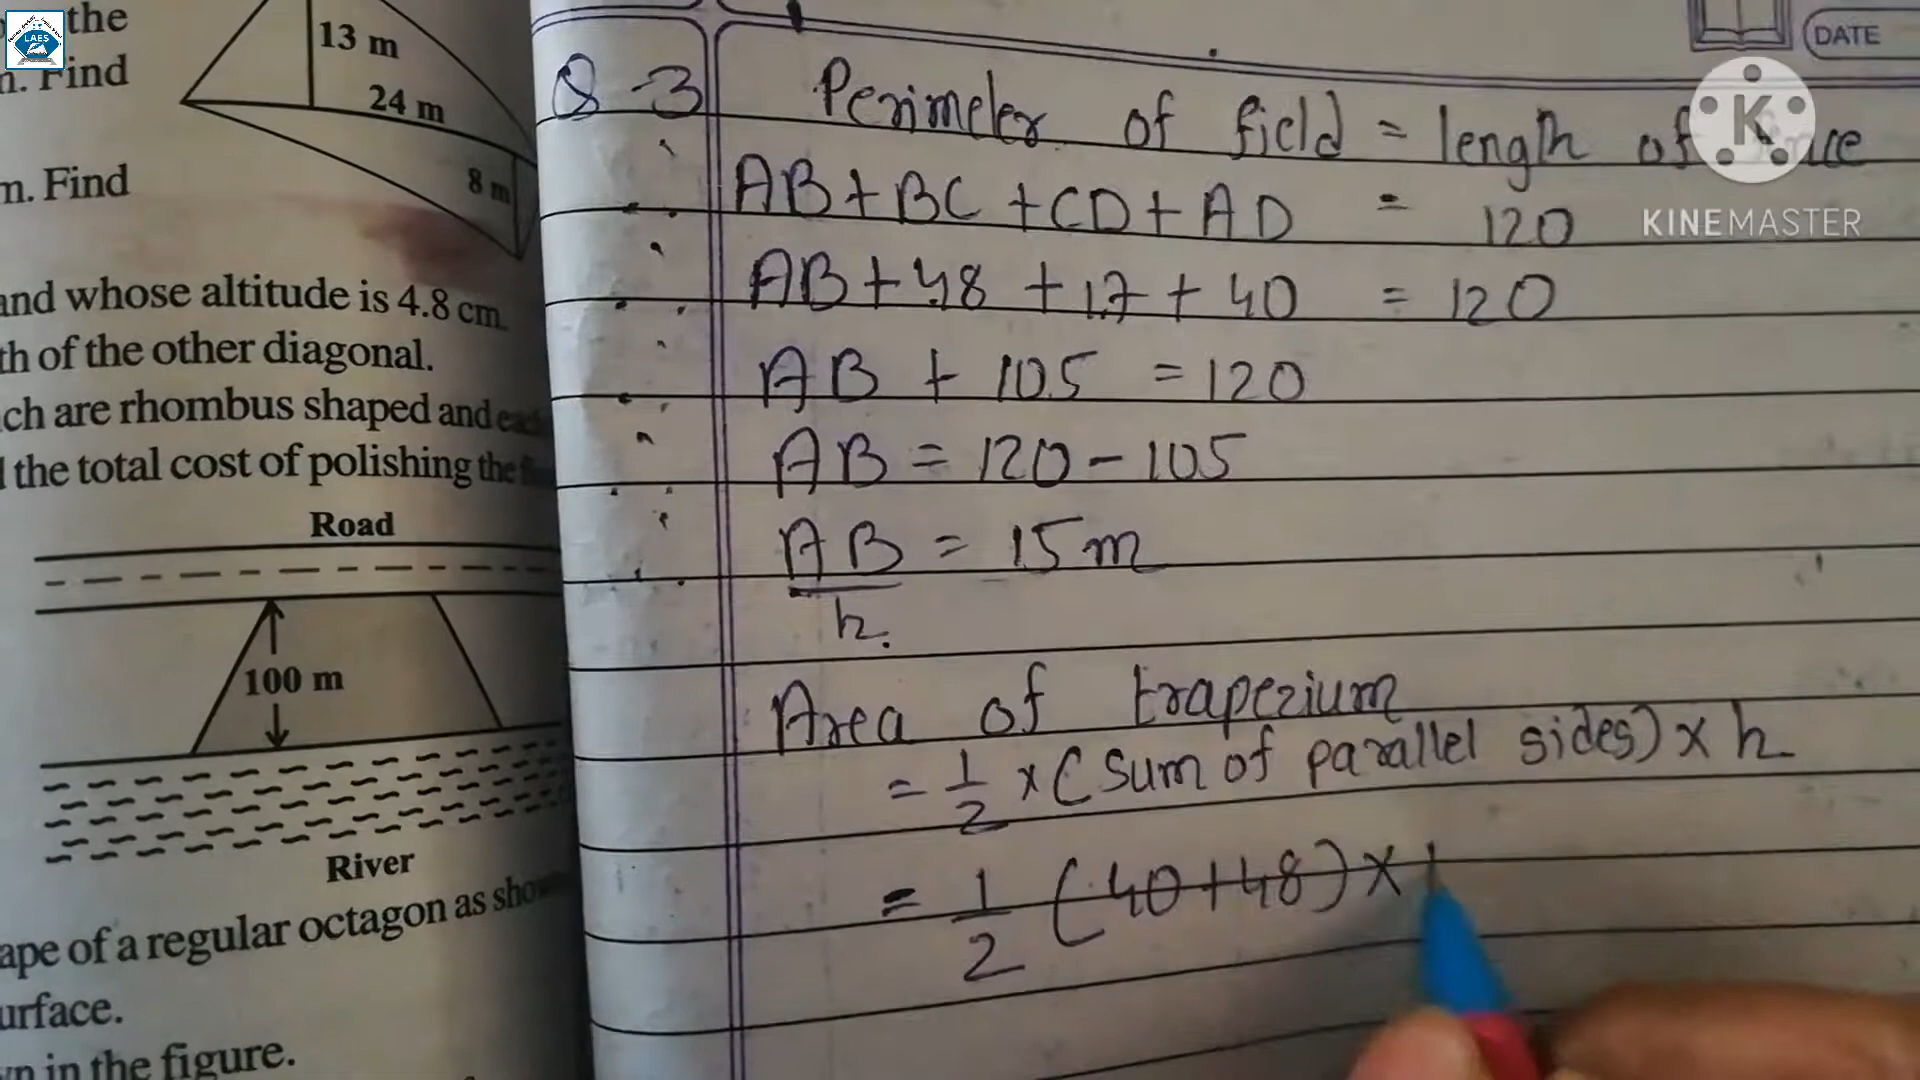 the
n. Find
13 m
24 m
8 m
n. Find
and whose altitude is 4.8 cm.
th of the other diagonal.
ch are rhombus shaped and
the total cost of polishing the
Road
100 m
River
ape of a regular octagon as
urface.
n in the figure.
LAES
DATE
K
KINEMASTER
Q-3
Perimeter of field = length of
AB+BC+CD+AD = 120
AB+48+17+40 = 120
AB + 105 = 120
AB = 120-105
AB = 15m
h.
Area of trapezium
= 1/2 × (sum of parallel sides) × h
= 1/2 (40+48) ×